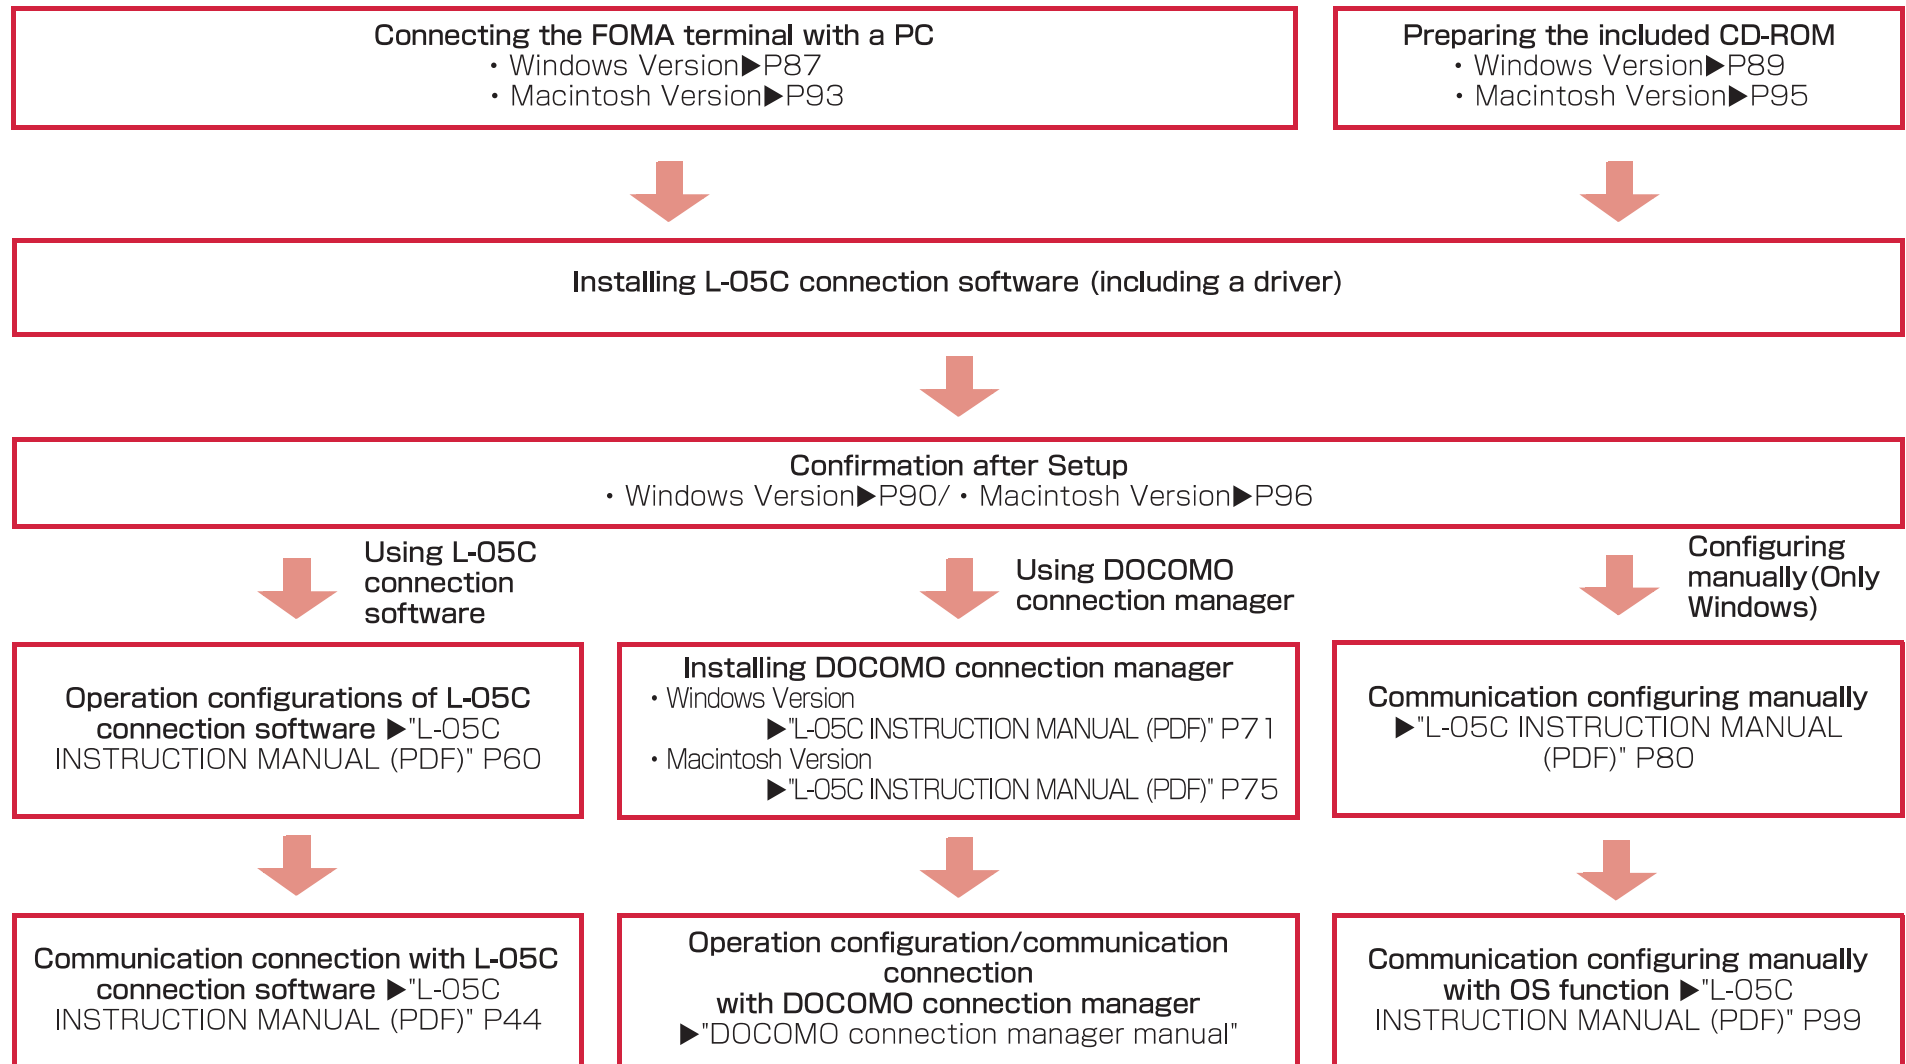 Connecting the FOMA terminal with a PC
・Windows Version▶P87
・Macintosh Version▶P93
Preparing the included CD-ROM
・Windows Version▶P89
・Macintosh Version▶P95
Installing L-05C connection software (including a driver)
Confirmation after Setup
・Windows Version▶P90/・Macintosh Version▶P96
Using L-05C
connection
software
Using DOCOMO
connection manager
Configuring
manually(Only
Windows)
Operation configurations of L-05C
connection software ▶"L-05C
INSTRUCTION MANUAL (PDF)" P60
Installing DOCOMO connection manager
・Windows Version
▶"L-05C INSTRUCTION MANUAL (PDF)" P71
・Macintosh Version
▶"L-05C INSTRUCTION MANUAL (PDF)" P75
Communication configuring manually
▶"L-05C INSTRUCTION MANUAL
(PDF)" P80
Communication connection with L-05C
connection software ▶"L-05C
INSTRUCTION MANUAL (PDF)" P44
Operation configuration/communication
connection
with DOCOMO connection manager
▶"DOCOMO connection manager manual"
Communication configuring manually
with OS function ▶"L-05C
INSTRUCTION MANUAL (PDF)" P99